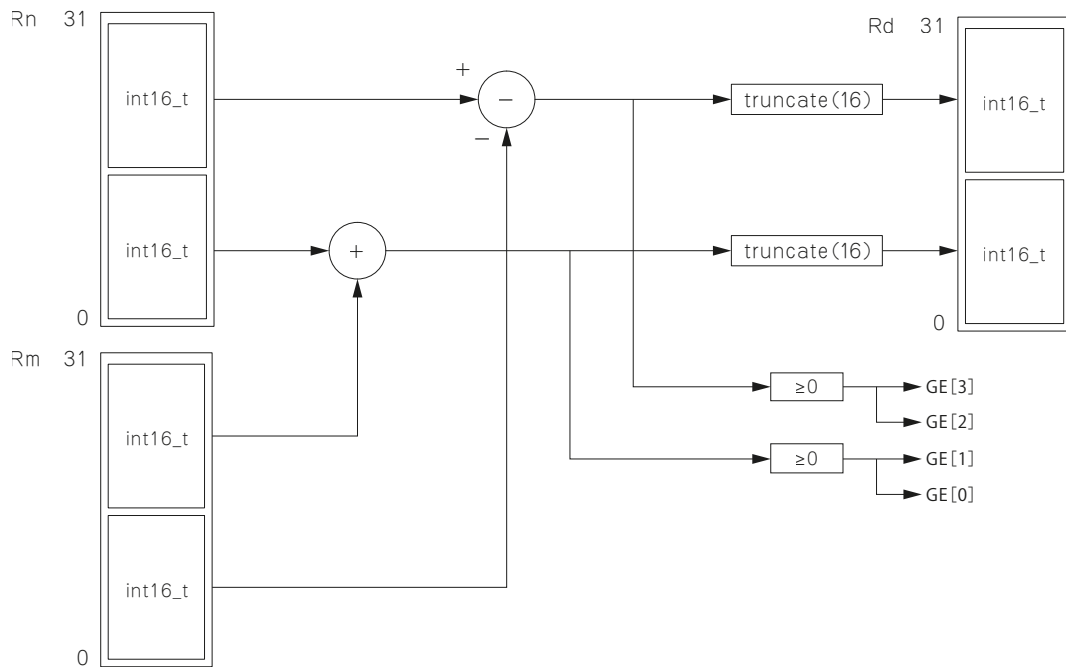 Rn 31
int16_t
int16_t
0
Rm 31
int16_t
int16_t
0
+
−
−
+
truncate(16)
truncate(16)
Rd 31
int16_t
int16_t
0
≥0
GE[3]
GE[2]
≥0
GE[1]
GE[0]